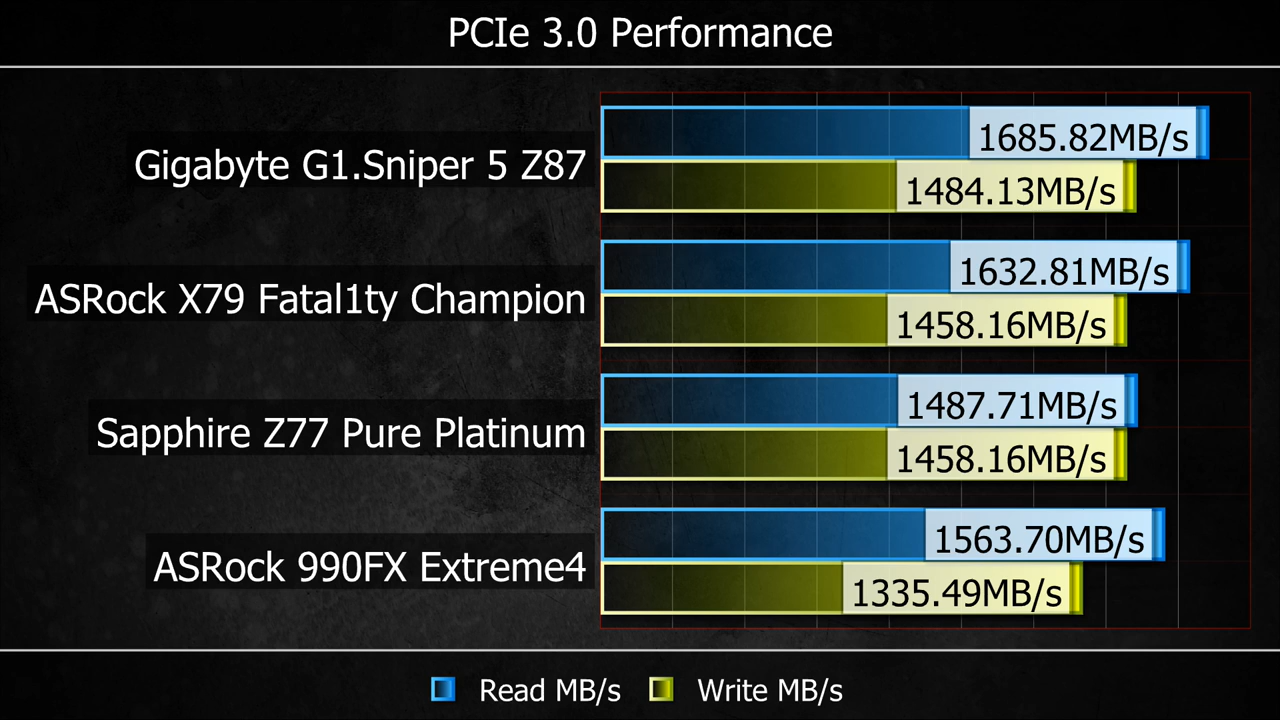 PCIe 3.0 Performance
Gigabyte G1.Sniper 5 Z87
1685.82MB/s
1484.13MB/s
ASRock X79 Fatal1ty Champion
1632.81MB/s
1458.16MB/s
Sapphire Z77 Pure Platinum
1487.71MB/s
1458.16MB/s
ASRock 990FX Extreme4
1563.70MB/s
1335.49MB/s
Read MB/s Write MB/s